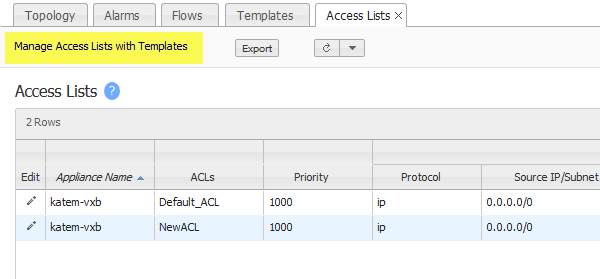 Topology Alarms Flows Templates Access Lists ×
Manage Access Lists with Templates Export
Access Lists ?
2 Rows
Edit Appliance Name ACLs Priority Protocol Source IP/Subnet
katem-vxb Default_ACL 1000 ip 0.0.0.0/0
katem-vxb NewACL 1000 ip 0.0.0.0/0